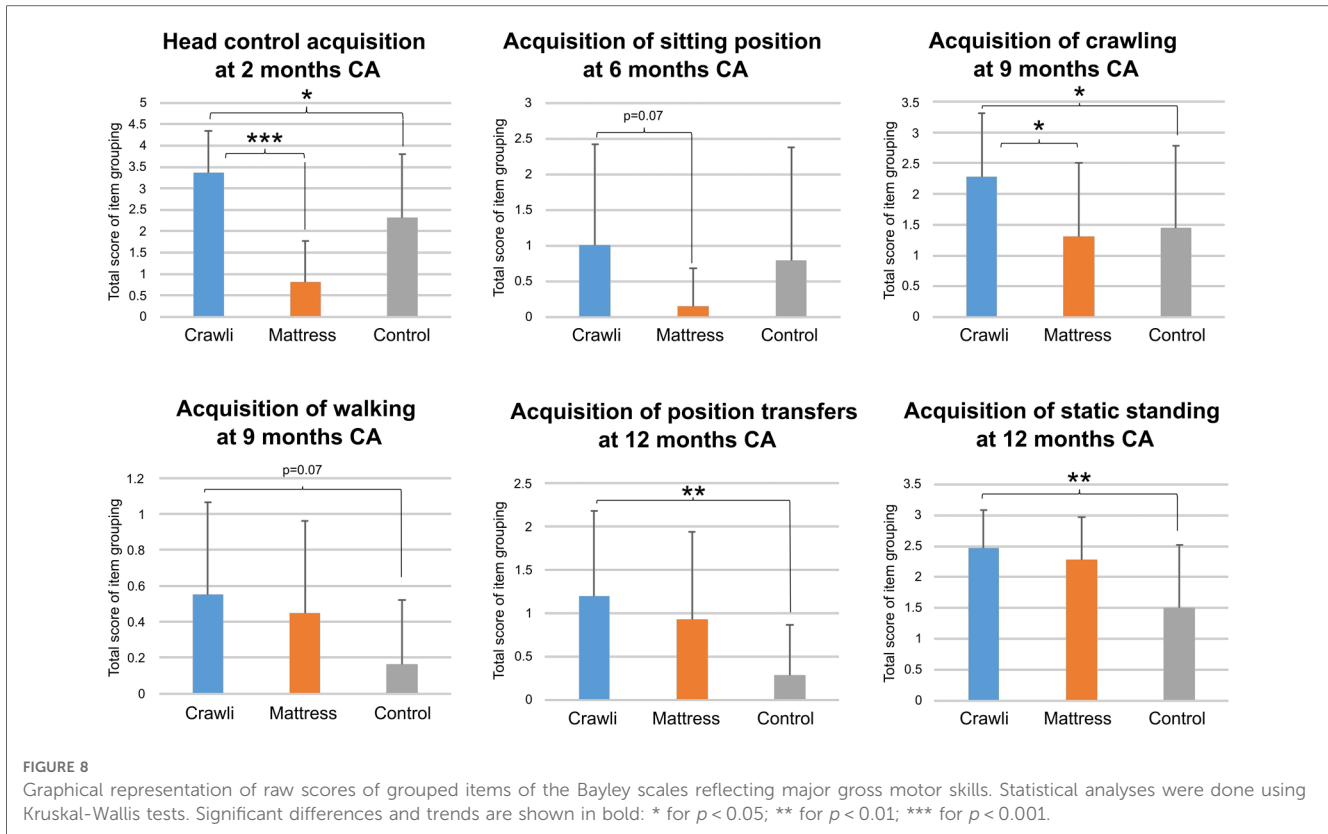 Head control acquisition
at 2 months CA
Total score of item grouping
5
4.5
4
3.5
3
2.5
2
1.5
1
0.5
0
*
***
Crawli Mattress Control
Acquisition of sitting position
at 6 months CA
Total score of item grouping
3
2.5
2
1.5
1
0.5
0
p=0.07
Crawli Mattress Control
Acquisition of crawling
at 9 months CA
Total score of item grouping
3.5
3
2.5
2
1.5
1
0.5
0
*
*
Crawli Mattress Control
Acquisition of walking
at 9 months CA
Total score of item grouping
1.2
1
0.8
0.6
0.4
0.2
0
p=0.07
Crawli Mattress Control
Acquisition of position transfers
at 12 months CA
Total score of item grouping
2.5
2
1.5
1
0.5
0
**
Crawli Mattress Control
Acquisition of static standing
at 12 months CA
Total score of item grouping
3.5
3
2.5
2
1.5
1
0.5
0
**
Crawli Mattress Control
FIGURE 8
Graphical representation of raw scores of grouped items of the Bayley scales reflecting major gross motor skills. Statistical analyses were done using
Kruskal-Wallis tests. Significant differences and trends are shown in bold: * for p < 0.05; ** for p < 0.01; *** for p < 0.001.